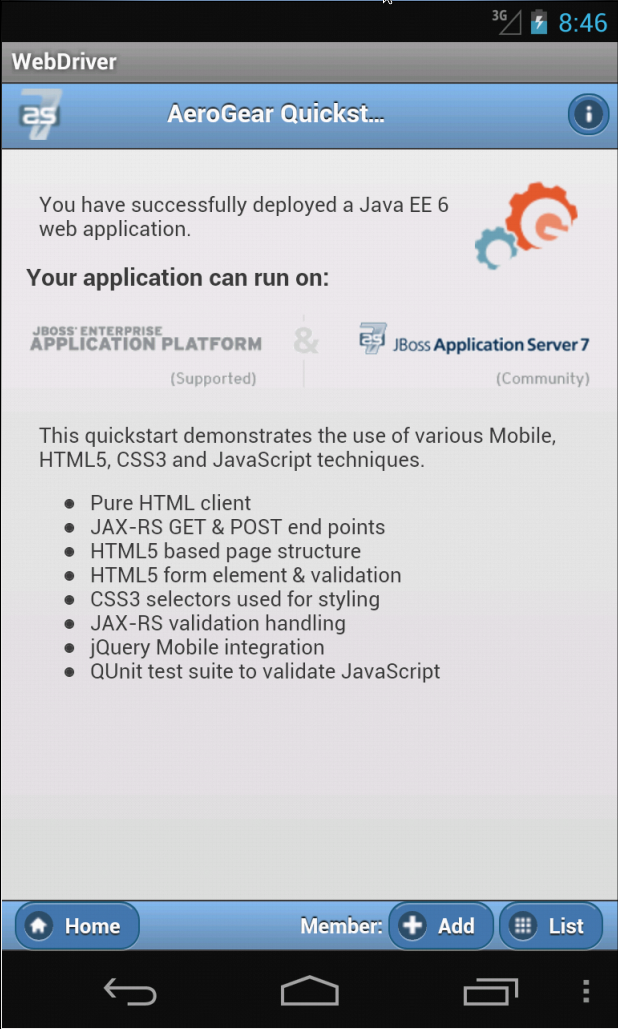 3G 8:46
WebDriver
as 7 AeroGear Quickst...
You have successfully deployed a Java EE 6
web application.
Your application can run on:
JBOSS® ENTERPRISE
APPLICATION PLATFORM & as 7 JBoss Application Server 7
(Supported) (Community)
This quickstart demonstrates the use of various Mobile,
HTML5, CSS3 and JavaScript techniques.
• Pure HTML client
• JAX-RS GET & POST end points
• HTML5 based page structure
• HTML5 form element & validation
• CSS3 selectors used for styling
• JAX-RS validation handling
• jQuery Mobile integration
• QUnit test suite to validate JavaScript
Home Member: Add List